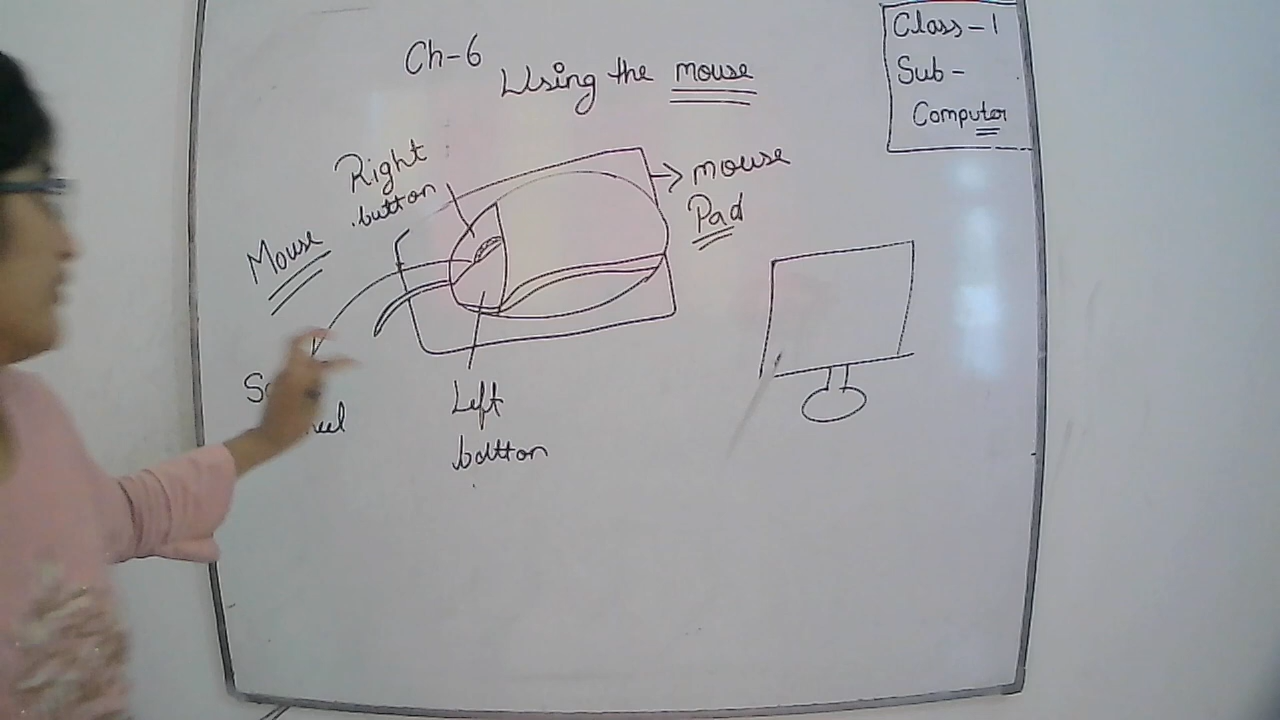 Ch-6
Using the mouse
Class-1
Sub-
Computer
Right
button
mouse
Pad
Mouse
Left
button